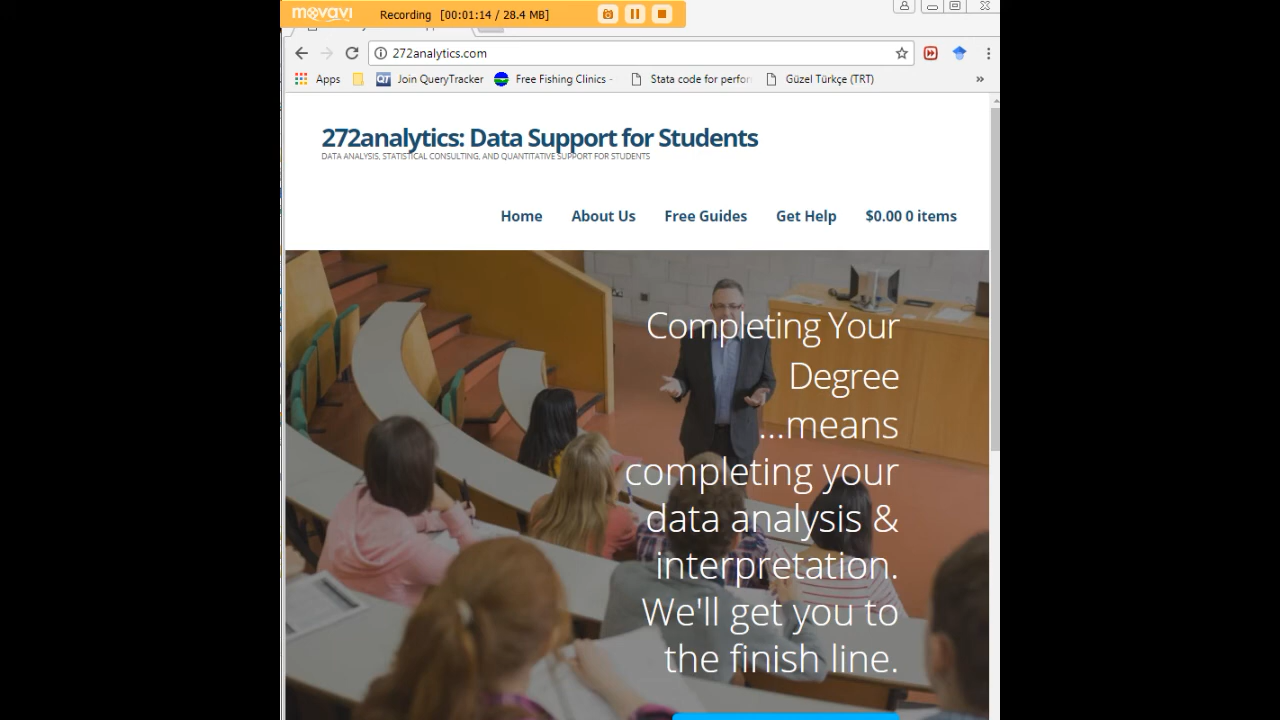 movavi Recording [00:01:14 / 28.4 MB]
272analytics.com
Apps QT Join QueryTracker Free Fishing Clinics - Stata code for perfor Güzel Türkçe (TRT) »
272analytics: Data Support for Students
DATA ANALYSIS, STATISTICAL CONSULTING, AND QUANTITATIVE SUPPORT FOR STUDENTS
Home About Us Free Guides Get Help $0.00 0 items
Completing Your
Degree
...means
completing your
data analysis &
interpretation.
We'll get you to
the finish line.